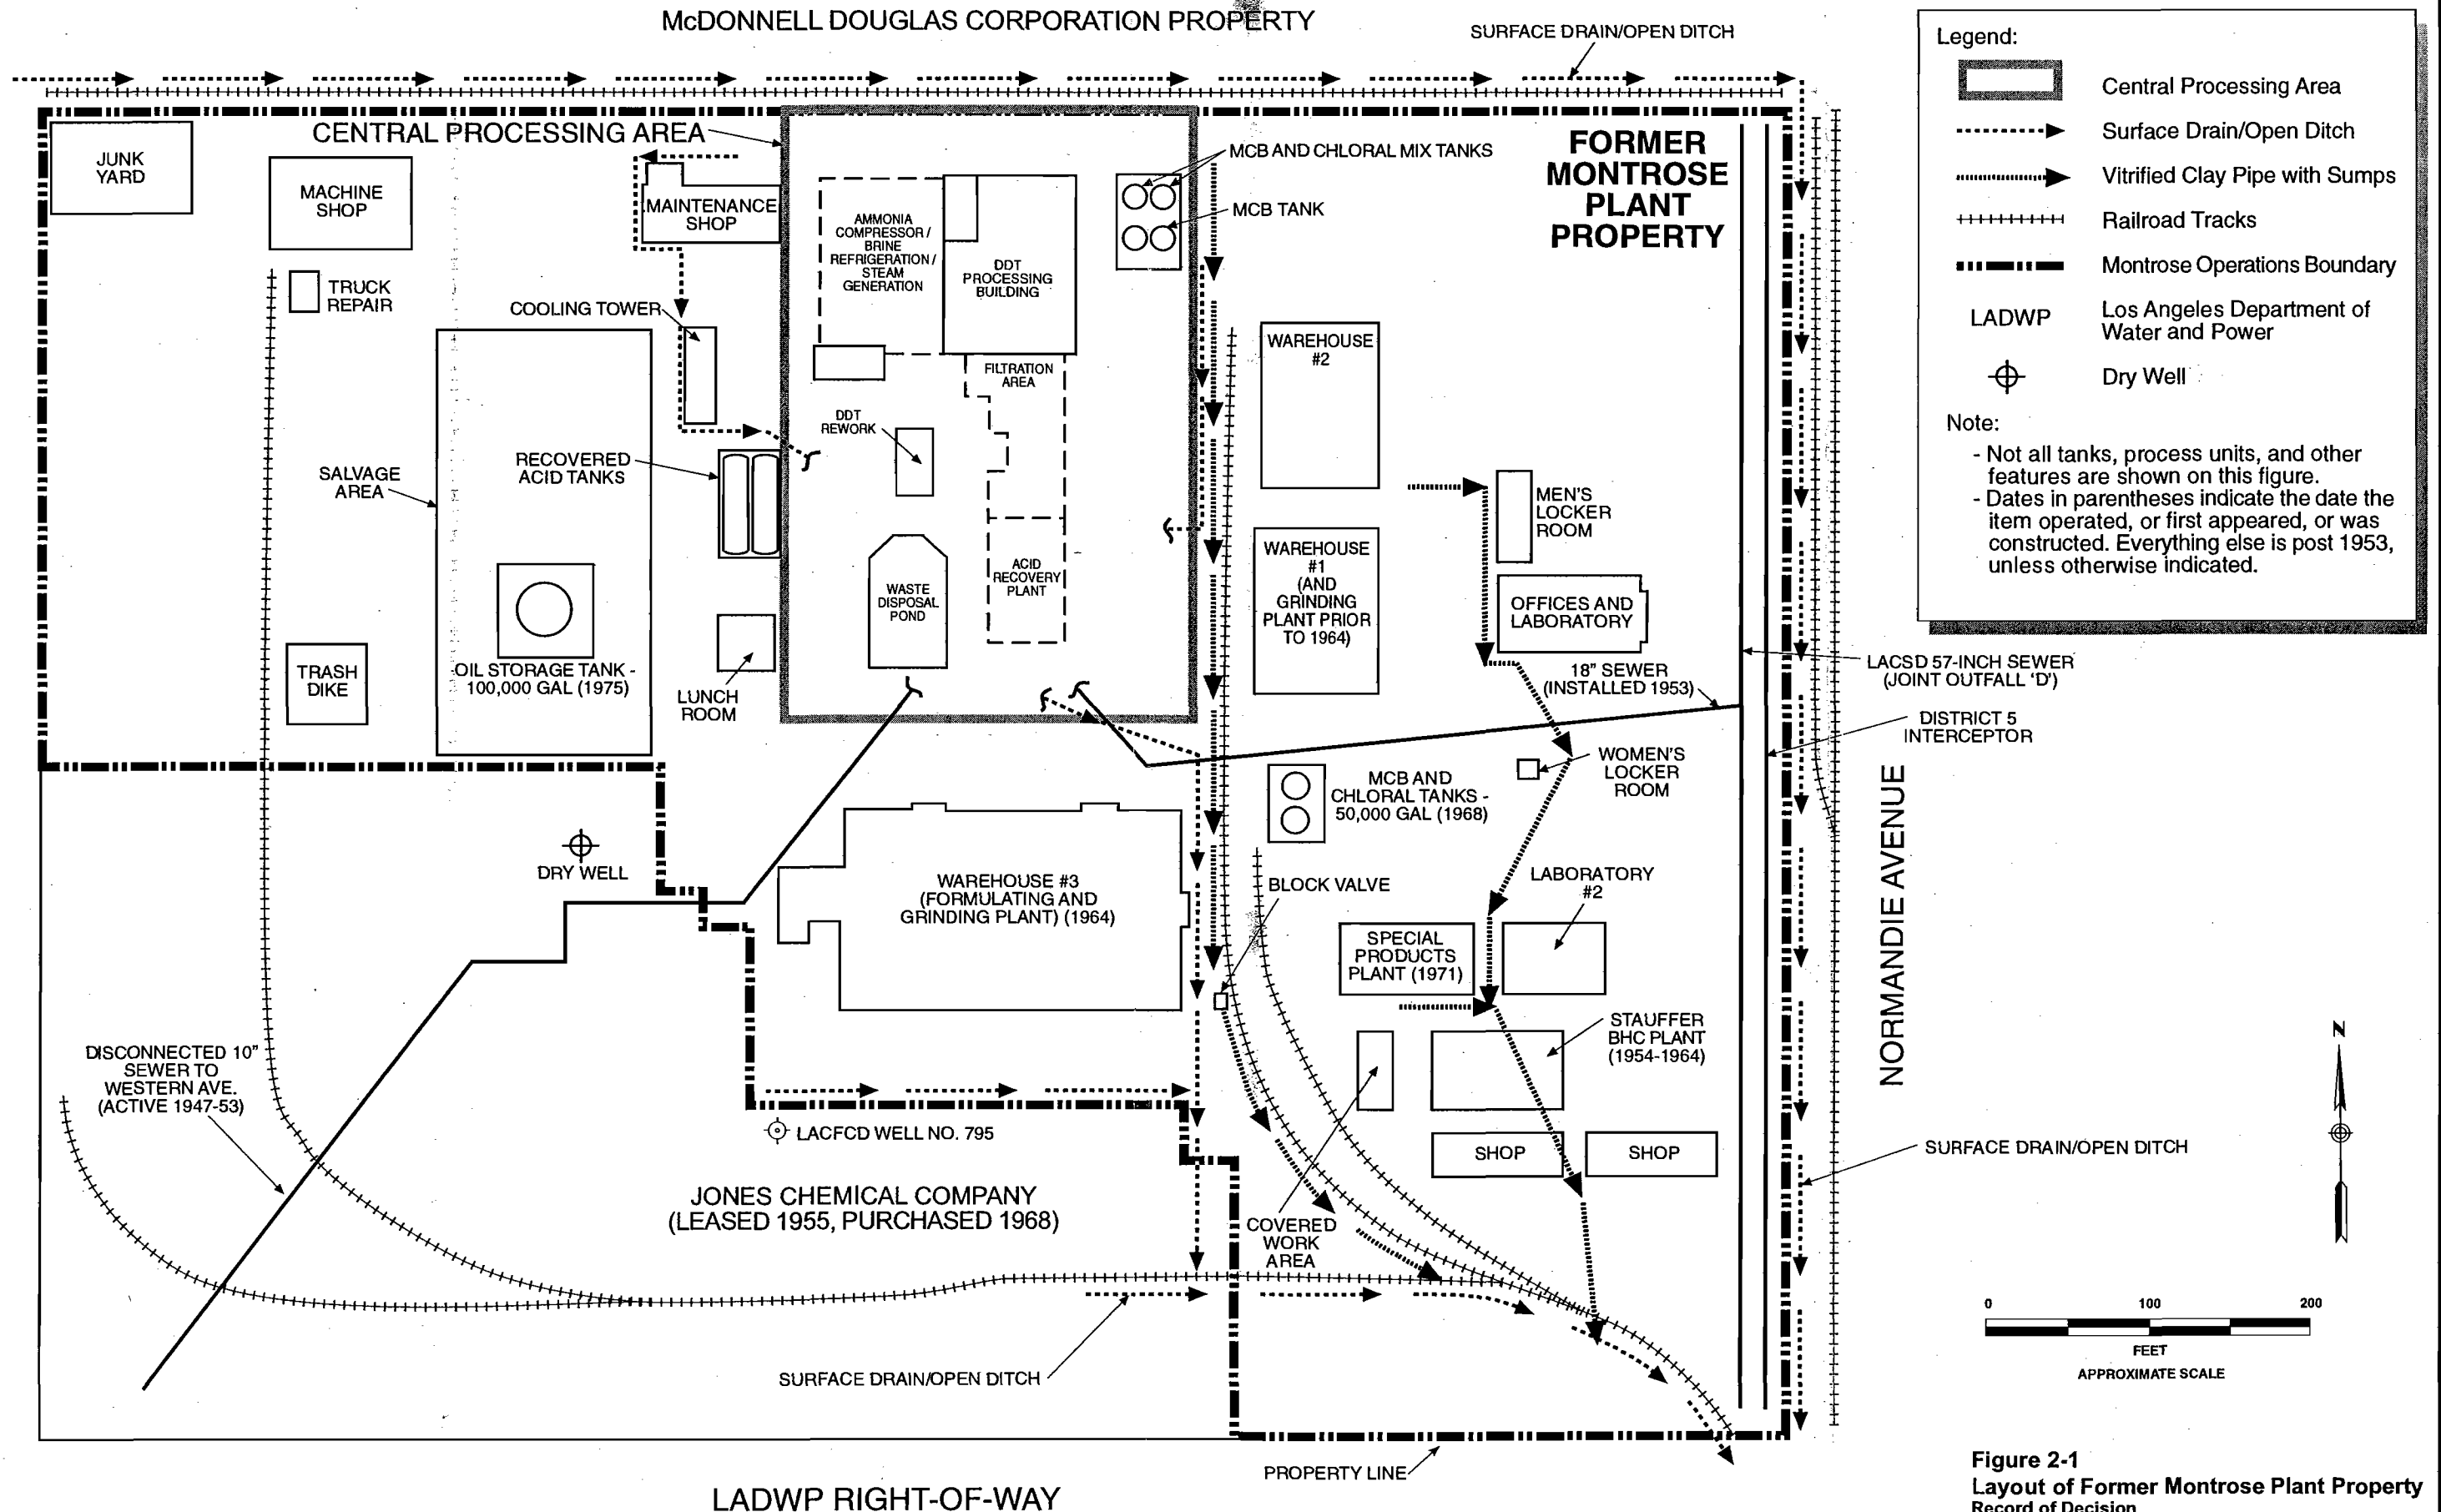 McDONNELL DOUGLAS CORPORATION PROPERTY
SURFACE DRAIN/OPEN DITCH
CENTRAL PROCESSING AREA
JUNK
YARD
MACHINE
SHOP
MAINTENANCE
SHOP
TRUCK
REPAIR
COOLING TOWER
AMMONIA
COMPRESSOR /
BRINE
REFRIGERATION /
STEAM
GENERATION
DDT
PROCESSING
BUILDING
MCB AND CHLORAL MIX TANKS
MCB TANK
FORMER
MONTROSE
PLANT
PROPERTY
FILTRATION
AREA
DDT
REWORK
WAREHOUSE
#2
SALVAGE
AREA
RECOVERED
ACID TANKS
MEN'S
LOCKER
ROOM
WAREHOUSE
#1
(AND
GRINDING
PLANT PRIOR
TO 1964)
ACID
RECOVERY
PLANT
WASTE
DISPOSAL
POND
OFFICES AND
LABORATORY
TRASH
DIKE
OIL STORAGE TANK -
100,000 GAL (1975)
LUNCH
ROOM
18" SEWER
(INSTALLED 1953)
LACSD 57-INCH SEWER
(JOINT OUTFALL 'D')
DISTRICT 5
INTERCEPTOR
WOMEN'S
LOCKER
ROOM
MCB AND
CHLORAL TANKS -
50,000 GAL (1968)
DRY WELL
WAREHOUSE #3
(FORMULATING AND
GRINDING PLANT) (1964)
BLOCK VALVE
LABORATORY
#2
SPECIAL
PRODUCTS
PLANT (1971)
NORMANDIE AVENUE
STAUFFER
BHC PLANT
(1954-1964)
DISCONNECTED 10"
SEWER TO
WESTERN AVE.
(ACTIVE 1947-53)
LACFCD WELL NO. 795
SHOP
SHOP
SURFACE DRAIN/OPEN DITCH
JONES CHEMICAL COMPANY
(LEASED 1955, PURCHASED 1968)
COVERED
WORK
AREA
SURFACE DRAIN/OPEN DITCH
PROPERTY LINE
LADWP RIGHT-OF-WAY
Legend:
Central Processing Area
Surface Drain/Open Ditch
Vitrified Clay Pipe with Sumps
Railroad Tracks
Montrose Operations Boundary
LADWP
Los Angeles Department of
Water and Power
Dry Well
Note:
- Not all tanks, process units, and other
features are shown on this figure.
- Dates in parentheses indicate the date the
item operated, or first appeared, or was
constructed. Everything else is post 1953,
unless otherwise indicated.
N
0 100 200
FEET
APPROXIMATE SCALE
Figure 2-1
Layout of Former Montrose Plant Property
Record of Decision